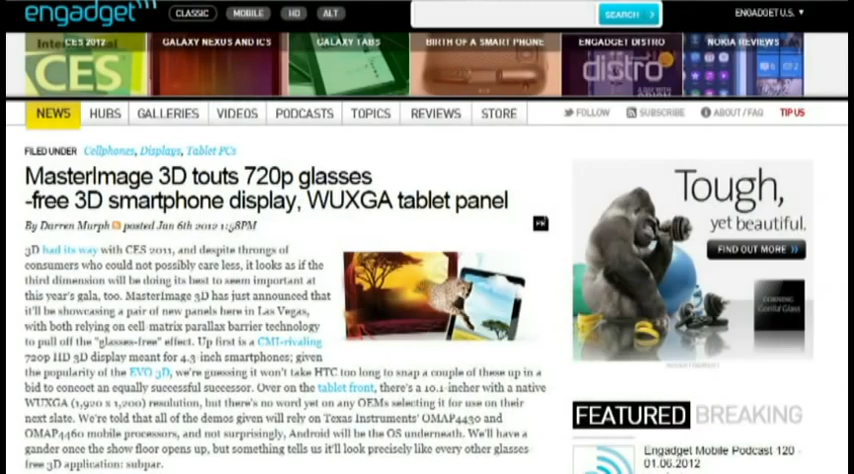 engadget
CLASSIC
MOBILE
HD
ALT
SEARCH
ENGADGET U.S.
CES 2012
GALAXY NEXUS AND ICS
GALAXY TABS
BIRTH OF A SMART PHONE
ENGADGET DISTRO
NOKIA REVIEWS
CES
distro
NEWS
HUBS
GALLERIES
VIDEOS
PODCASTS
TOPICS
REVIEWS
STORE
FOLLOW
SUBSCRIBE
ABOUT / FAQ
TIP US
FILED UNDER Cellphones, Displays, Tablet PCs
MasterImage 3D touts 720p glasses
-free 3D smartphone display, WUXGA tablet panel
By Darren Murph posted Jan 6th 2012 1:58PM
3D had its way with CES 2011, and despite throngs of
consumers who could not possibly care less, it looks as if the
third dimension will be doing its best to seem important at
this year's gala, too. MasterImage 3D has just announced that
it'll be showcasing a pair of new panels here in Las Vegas,
with both relying on cell-matrix parallax barrier technology
to pull off the "glasses-free" effect. Up first is a CMI-rivaling
720p HD 3D display meant for 4.3-inch smartphones; given
the popularity of the EVO 3D, we're guessing it won't take HTC too long to snap a couple of these up in a
bid to concoct an equally successful successor. Over on the tablet front, there's a 10.1-incher with a native
WUXGA (1,920 x 1,200) resolution, but there's no word yet on any OEMs selecting it for use on their
next slate. We're told that all of the demos given will rely on Texas Instruments' OMAP4430 and
OMAP4460 mobile processors, and not surprisingly, Android will be the OS underneath. We'll have a
gander once the show floor opens up, but something tells us it'll look precisely like every other glasses
free 3D application: subpar.
Tough,
yet beautiful.
FIND OUT MORE
CORNING
Gorilla Glass
FEATURED BREAKING
Engadget Mobile Podcast 120 -
01.06.2012